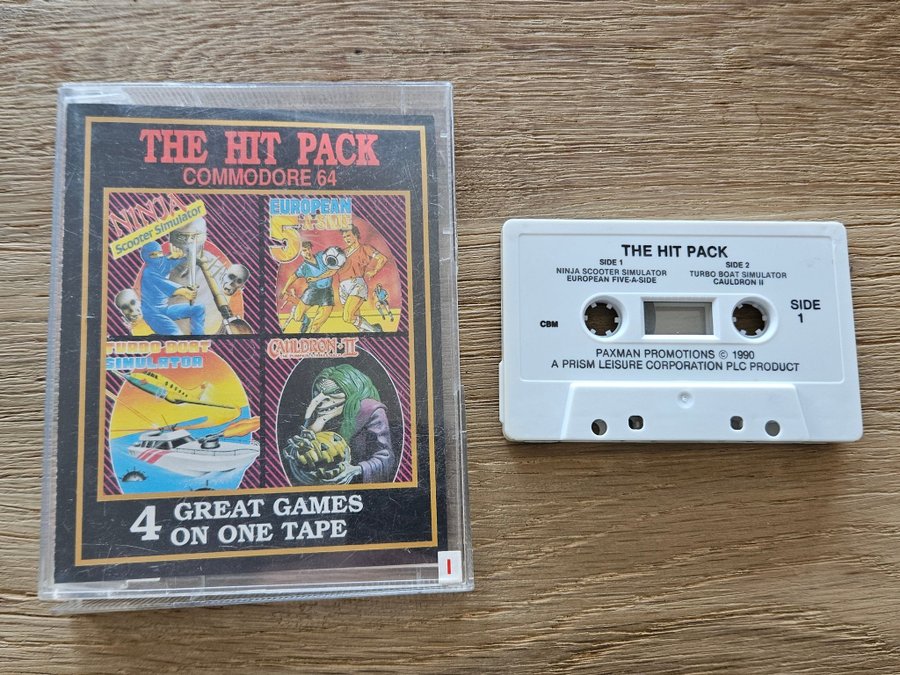 THE HIT PACK
COMMODORE 64
NINJA
Scooter Simulator
EUROPEAN
5-A-SIDE
TURBO BOAT
SIMULATOR
CAULDRON II
4 GREAT GAMES
ON ONE TAPE
I
THE HIT PACK
SIDE 1
NINJA SCOOTER SIMULATOR
EUROPEAN FIVE-A-SIDE
SIDE 2
TURBO BOAT SIMULATOR
CAULDRON II
CBM
SIDE
1
PAXMAN PROMOTIONS © 1990
A PRISM LEISURE CORPORATION PLC PRODUCT